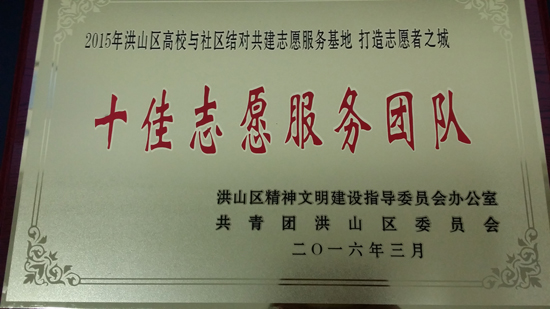 2015年洪山区高校与社区结对共建志愿服务基地 打造志愿者之城
十佳志愿服务团队
洪山区精神文明建设指导委员会办公室
共青团洪山区委员会
二〇一六年三月